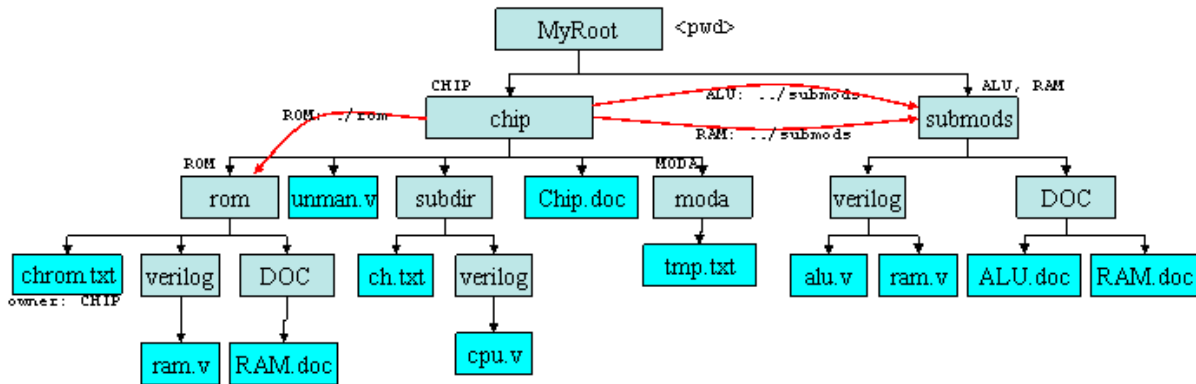 MyRoot <pwd>
CHIP
ALU, RAM
ALU: ../submods
ROM: ./rom
chip
submods
RAM: ../submods
ROM
MODA
rom
unman.v
subdir
Chip.doc
moda
verilog
DOC
chrom.txt
verilog
DOC
ch.txt
verilog
tmp.txt
alu.v
ram.v
ALU.doc
RAM.doc
owner: CHIP
ram.v
RAM.doc
cpu.v